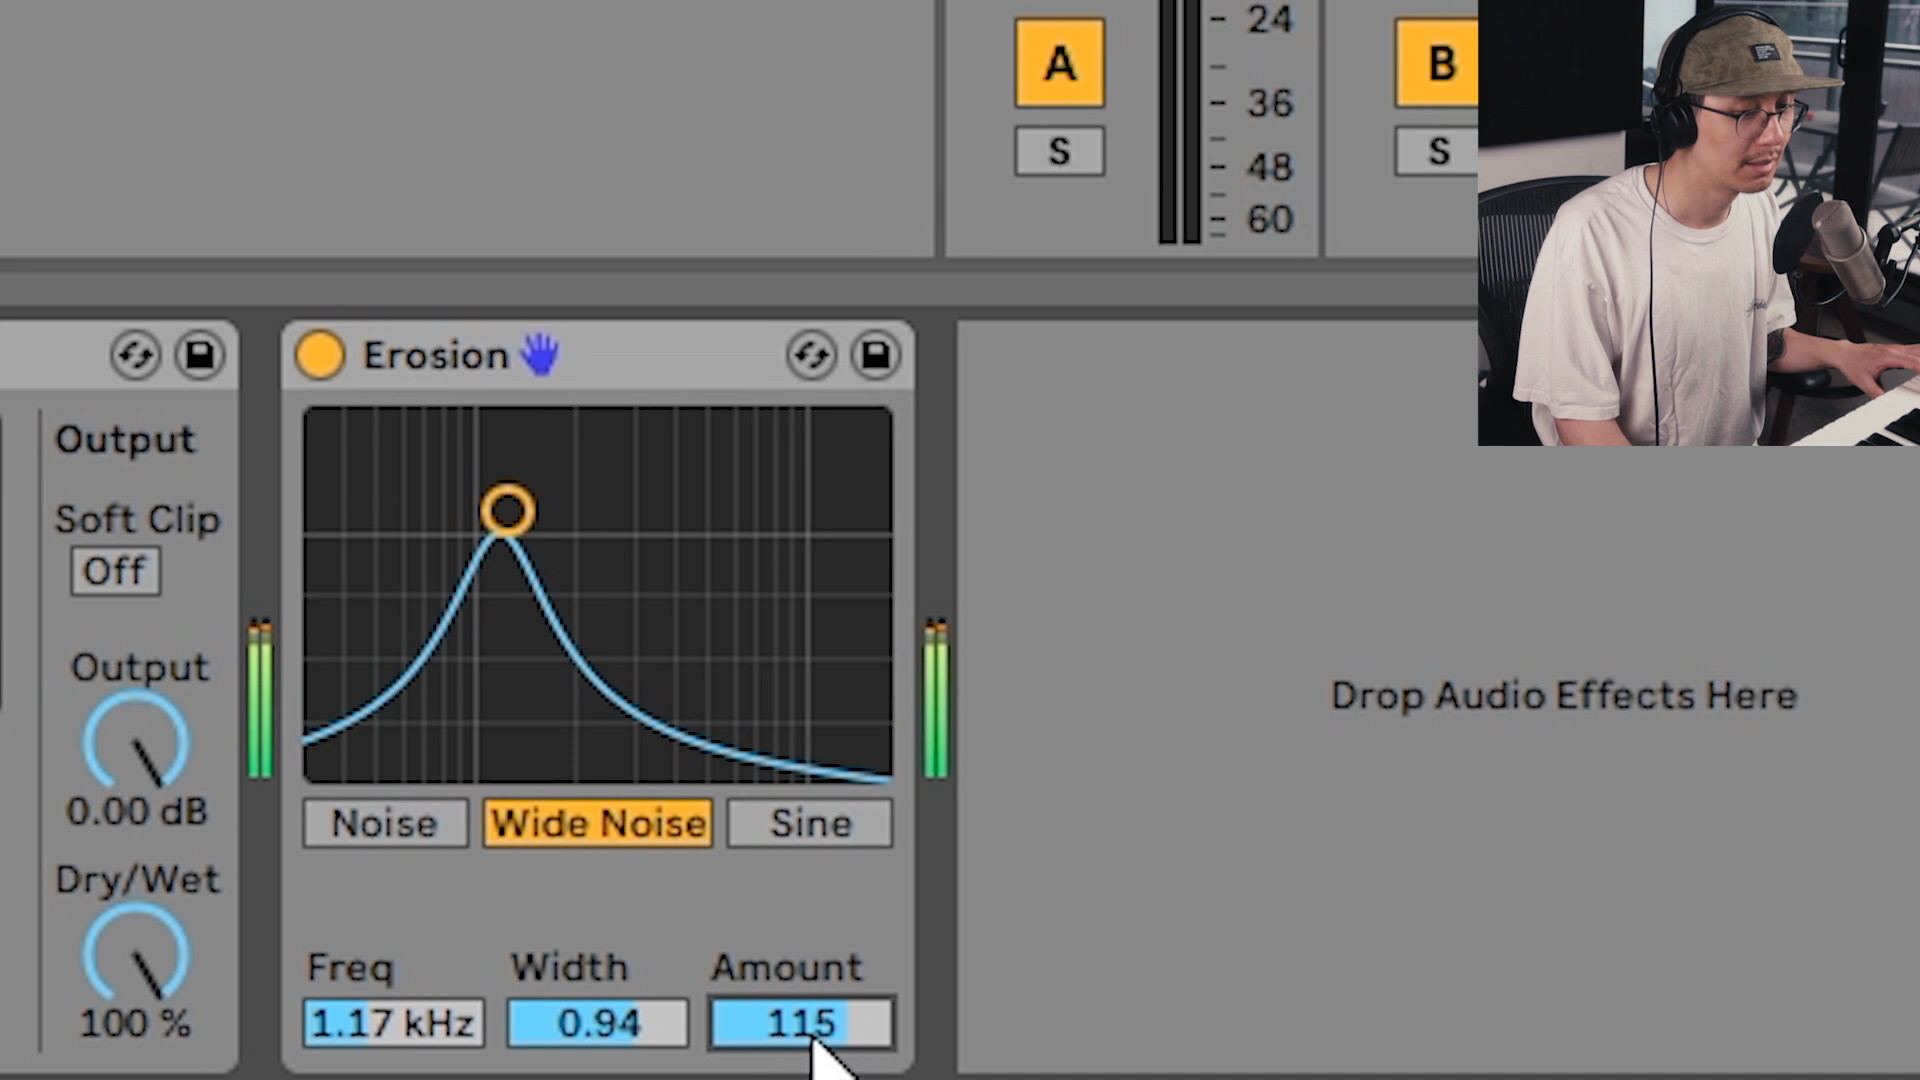 24
A
B
36
S
S
48
60
Erosion
Output
Soft Clip
Off
Output
0.00 dB
Drop Audio Effects Here
Noise
Wide Noise
Sine
Dry/Wet
100 %
Freq
Width
Amount
1.17 kHz
0.94
115